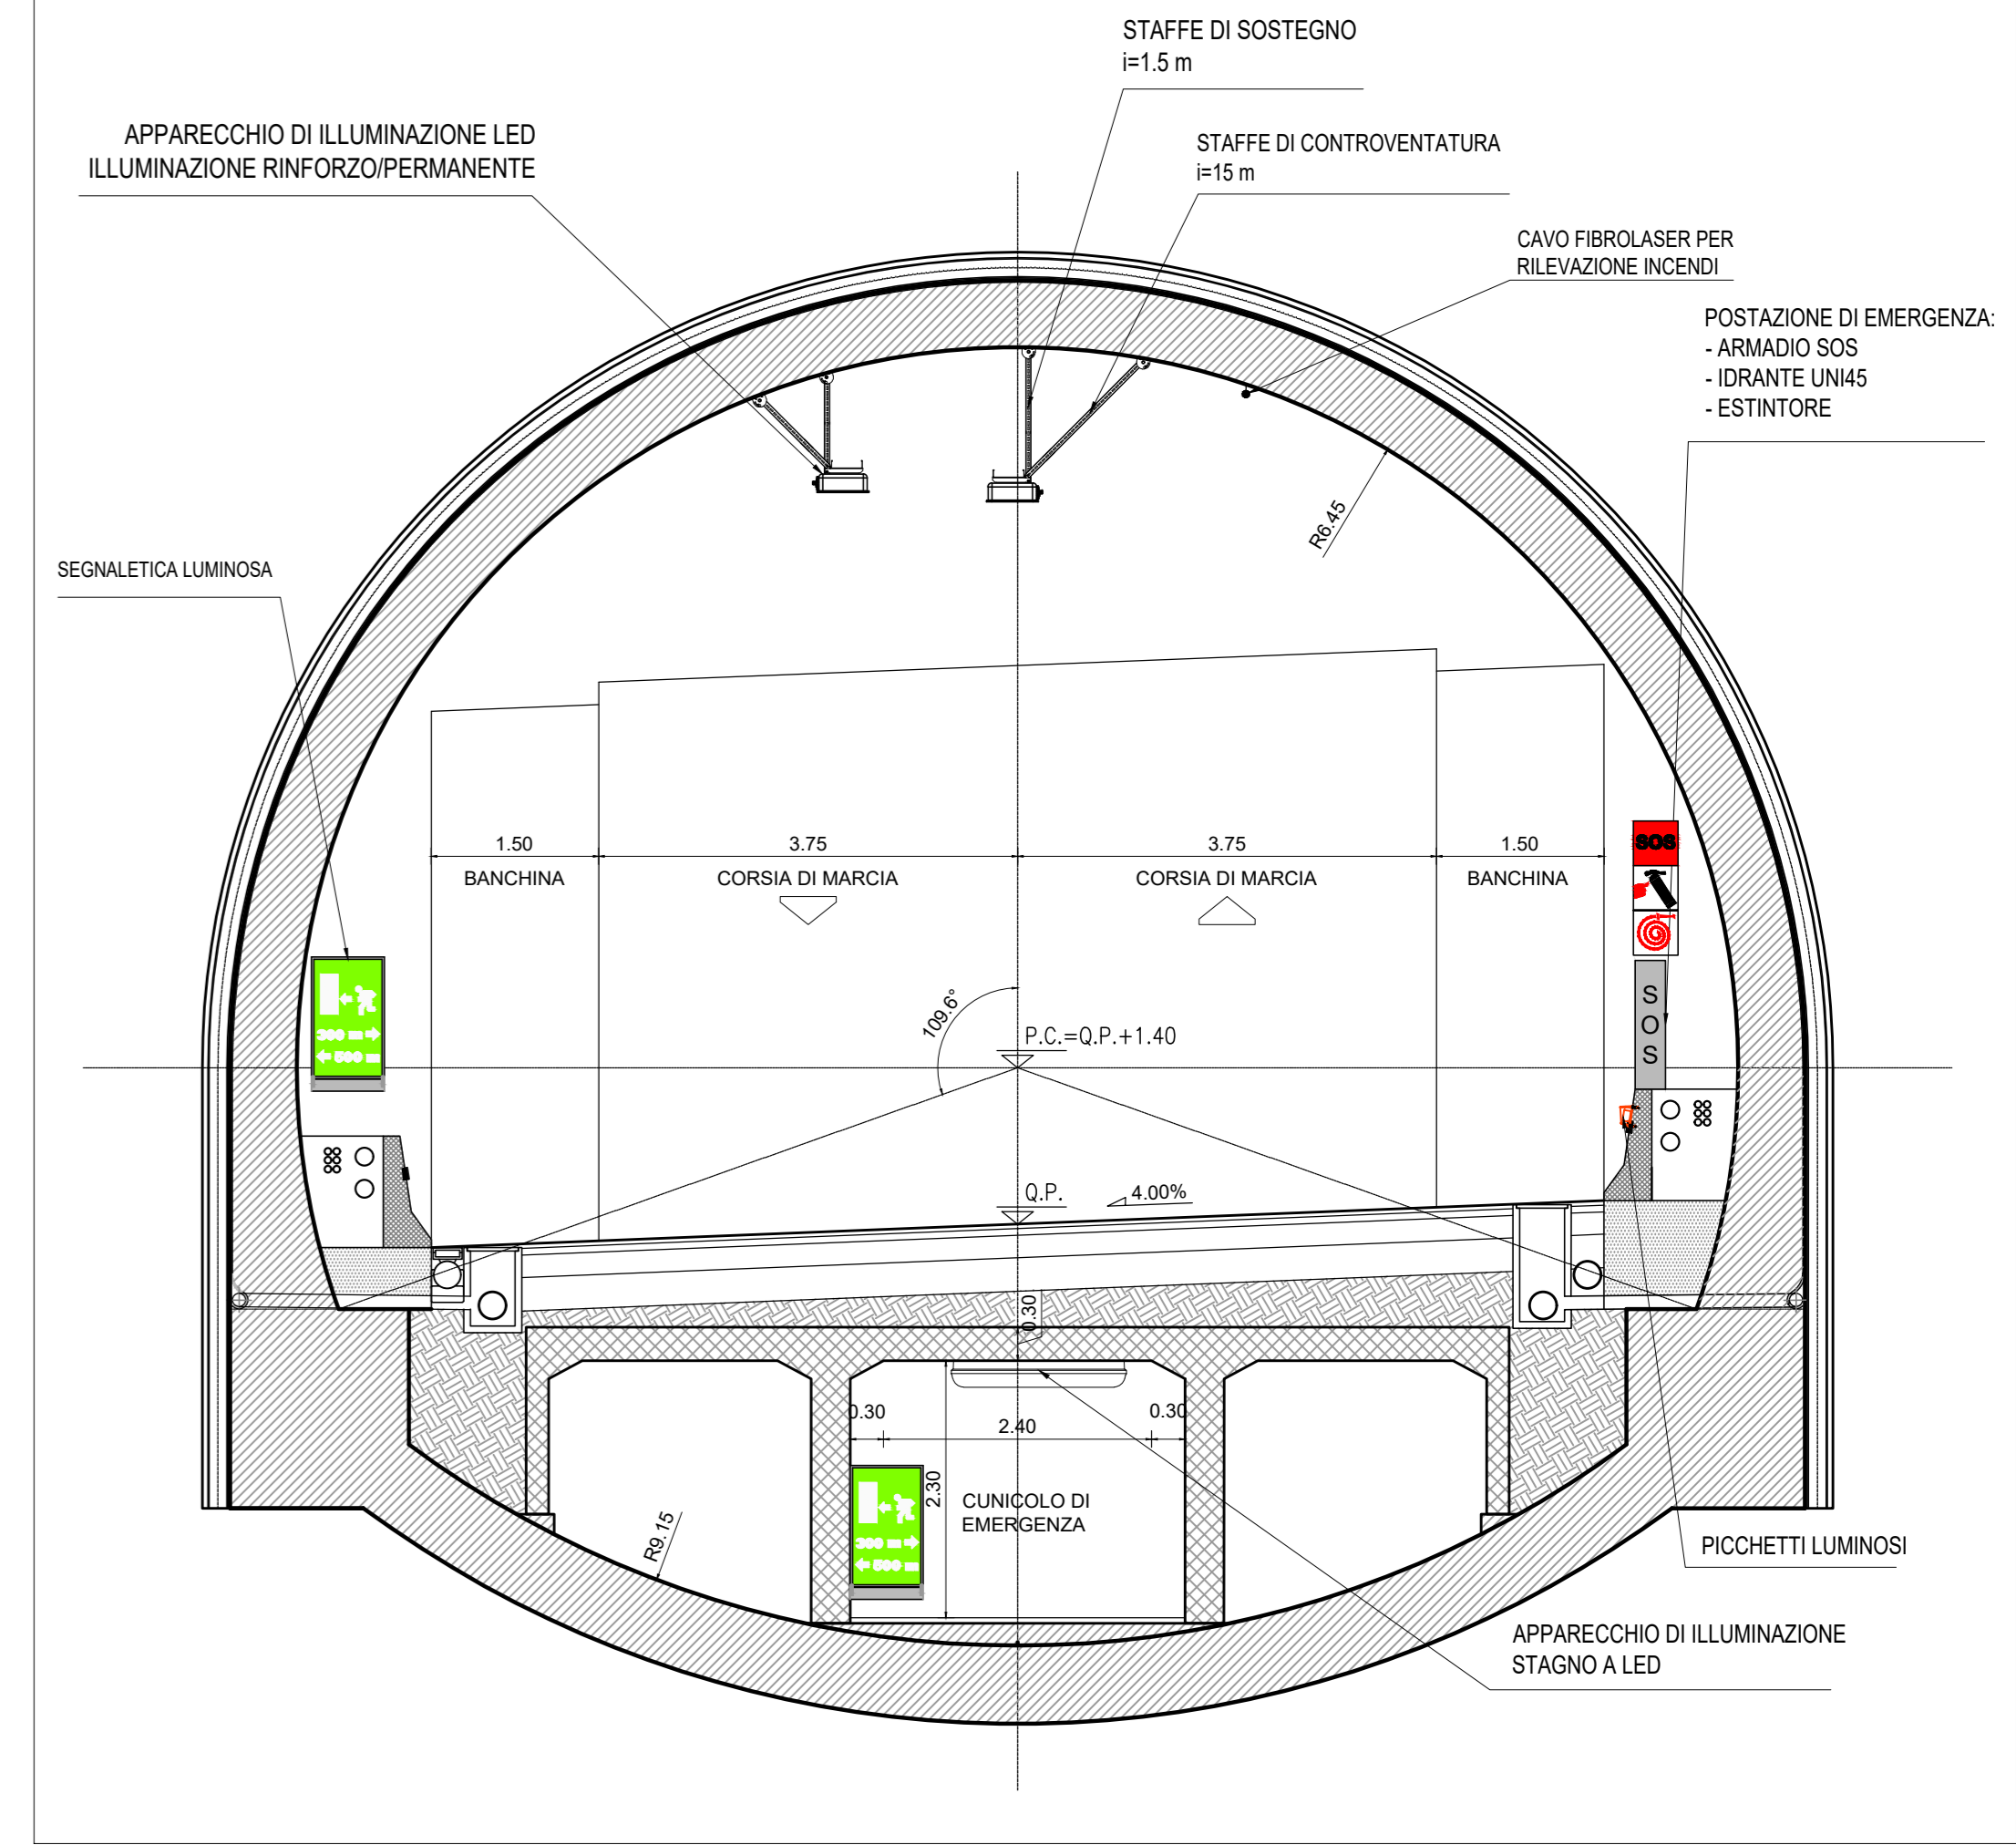 STAFFE DI SOSTEGNO
i=1.5 m
APPARECCHIO DI ILLUMINAZIONE LED
ILLUMINAZIONE RINFORZO/PERMANENTE
STAFFE DI CONTROVENTATURA
i=15 m
CAVO FIBROLASER PER
RILEVAZIONE INCENDI
POSTAZIONE DI EMERGENZA:
- ARMADIO SOS
- IDRANTE UNI45
- ESTINTORE
R6.45
SEGNALETICA LUMINOSA
1.50
BANCHINA
3.75
CORSIA DI MARCIA
3.75
CORSIA DI MARCIA
1.50
BANCHINA
SOS
S
O
S
300 m
500 m
109.6°
P.C.=Q.P.+1.40
Q.P.
4.00%
0.30
0.30
2.40
0.30
2.30
CUNICOLO DI
EMERGENZA
300 m
500 m
R9.15
PICCHETTI LUMINOSI
APPARECCHIO DI ILLUMINAZIONE
STAGNO A LED